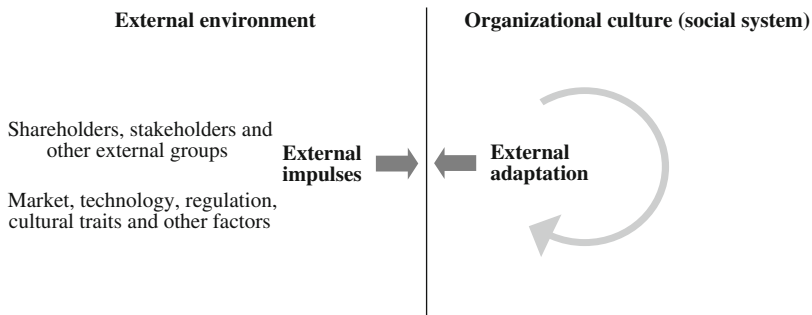 External environment
Organizational culture (social system)
Shareholders, stakeholders and
other external groups
External
impulses
Market, technology, regulation,
cultural traits and other factors
External
adaptation